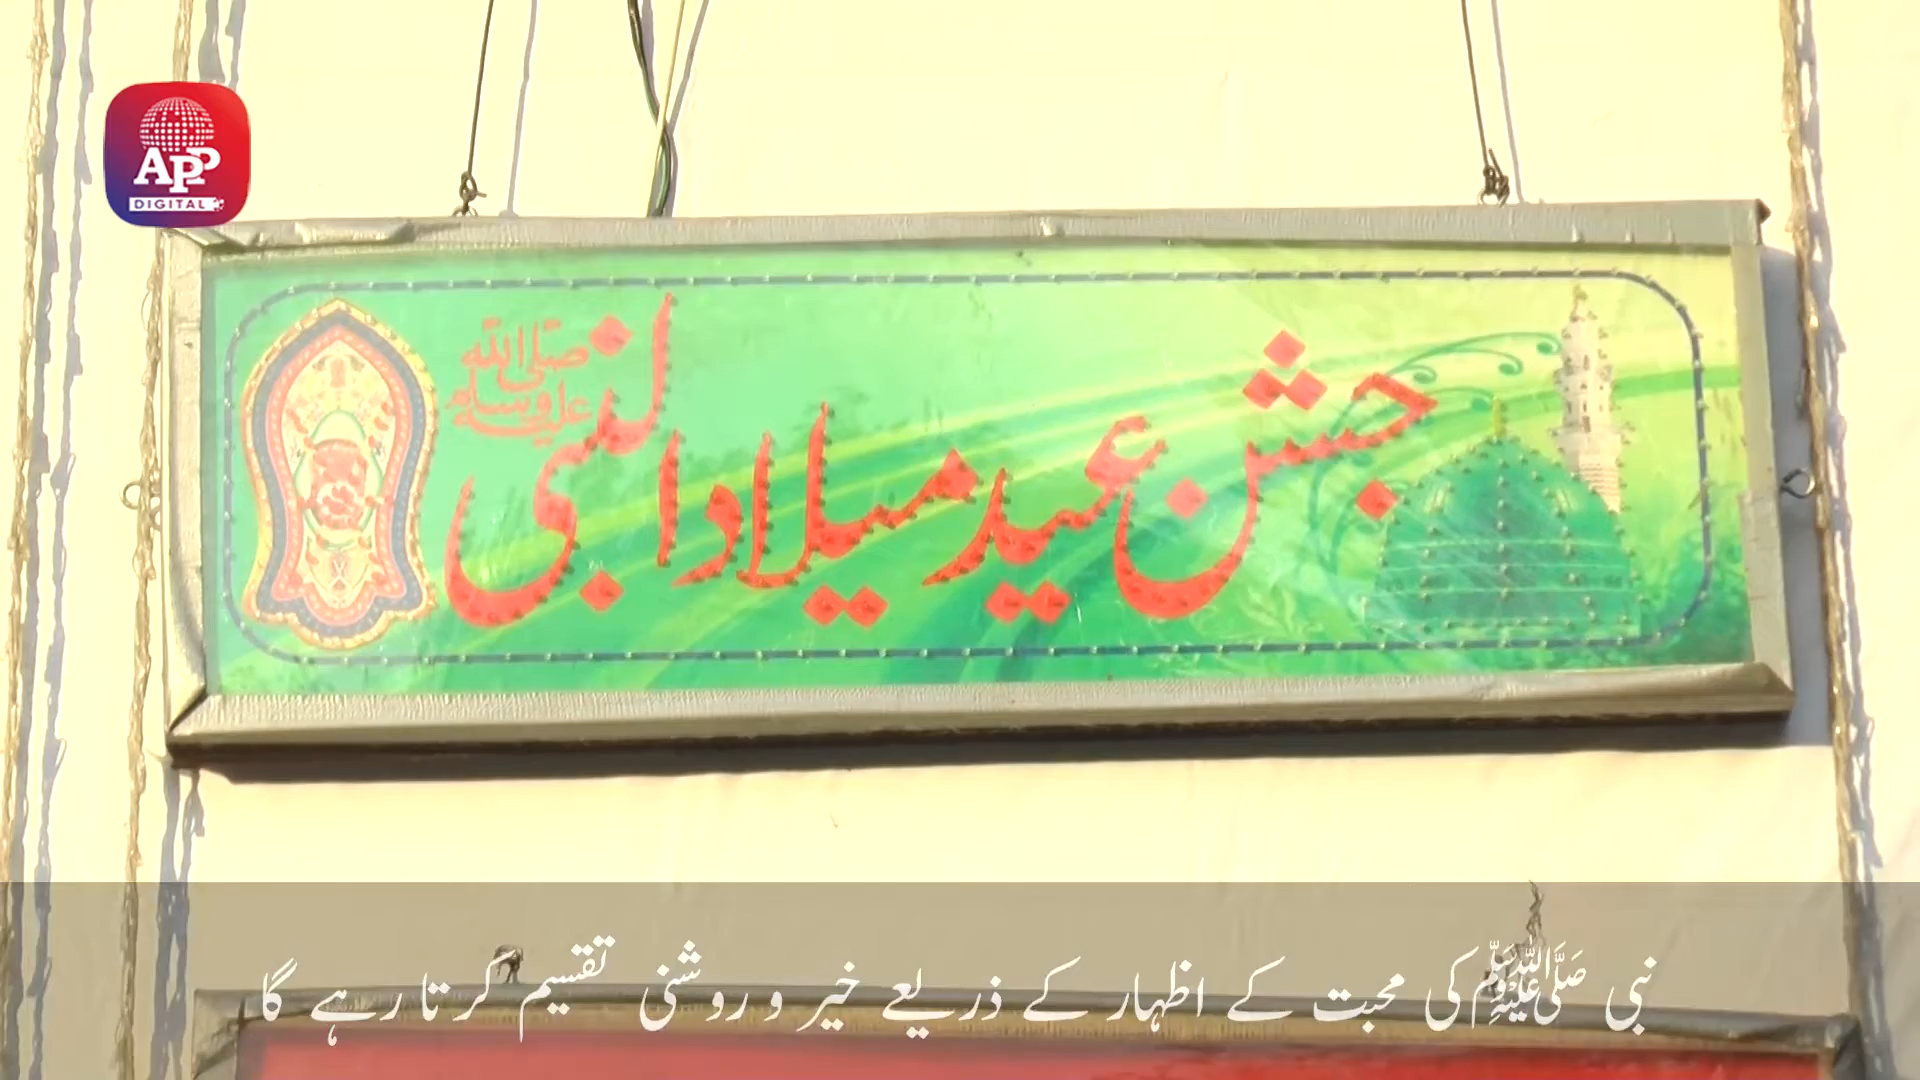 APP
DIGITAL
جشن عید میلاد النبی
صلی اللہ
علیہ وسلم
نبی ﷺ کی محبت کے اظہار کے ذریعے خیر و روشنی تقسیم کرتا رہے گا